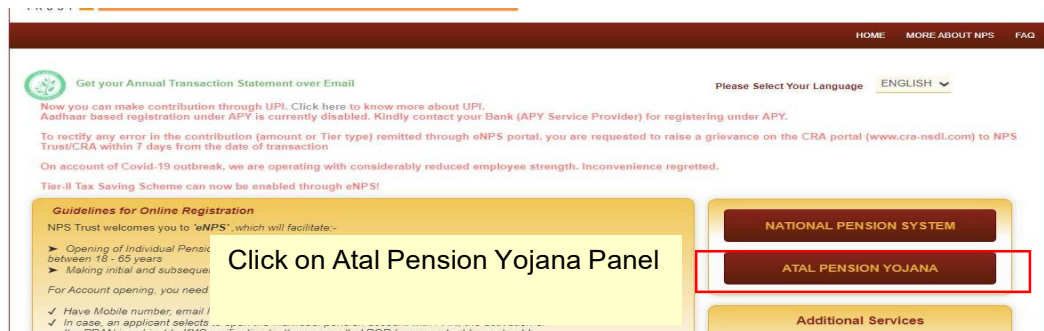 HOME MORE ABOUT NPS FAQ
Get your Annual Transaction Statement over Email
Please Select Your Language ENGLISH
Now you can make contribution through UPI. Click here to know more about UPI.
Aadhaar based registration under APY is currently disabled. Kindly contact your Bank (APY Service Provider) for registering under APY.
To rectify any error in the contribution (amount or Tier type) remitted through eNPS portal, you are requested to raise a grievance on the CRA portal (www.cra-nsdl.com) to NPS
Trust/CRA within 7 days from the date of transaction
On account of Covid-19 outbreak, we are operating with considerably reduced employee strength. Inconvenience regretted.
Tier-II Tax Saving Scheme can now be enabled through eNPS!
Guidelines for Online Registration
NPS Trust welcomes you to 'eNPS' ,which will facilitate:-
➤ Opening of Individual
between 18 - 65 years
➤ Making initial and
For Account opening, you need
✓ Have Mobile number, email
✓ In case, an applicant selects
Click on Atal Pension Yojana Panel
NATIONAL PENSION SYSTEM
ATAL PENSION YOJANA
Additional Services